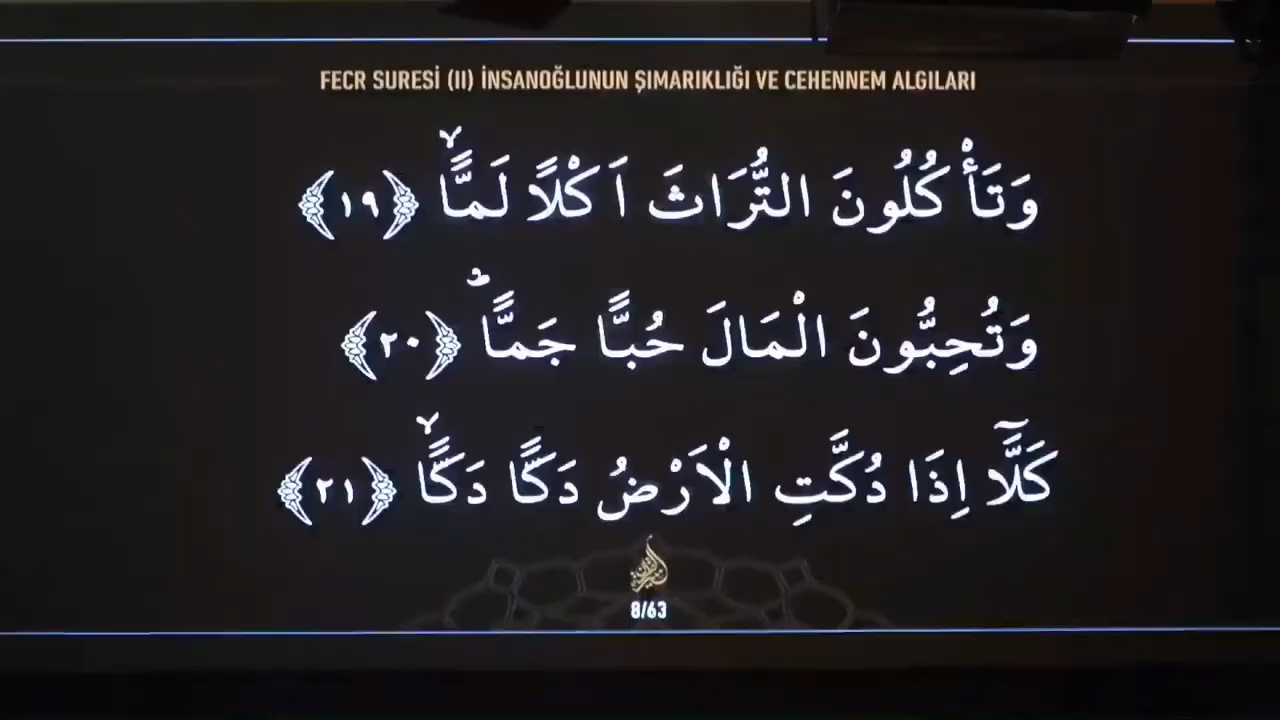 FECR SURESİ (II) İNSANOĞLUNUN ŞIMARIKLIĞI VE CEHENNEM ALGILARI
وَتَأْكُلُونَ التُّرَاثَ اَكْلًا لَمًّاۙ ﴿١٩﴾
وَتُحِبُّونَ الْمَالَ حُبًّا جَمًّاۜ ﴿٢٠﴾
كَلَّٓا اِذَا دُكَّتِ الْاَرْضُ دَكًّا دَكًّاۙ ﴿٢١﴾
8/63